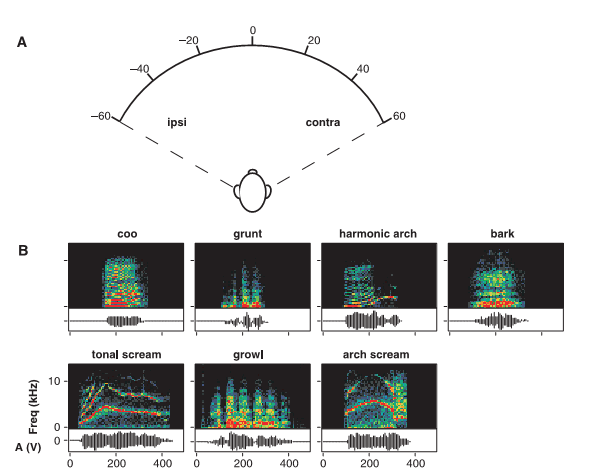 A
0
−20 20
−40 40
−60 60
ipsi contra
B
coo grunt harmonic arch bark
tonal scream growl arch scream
Freq (kHz)
10
0
A (V)
0
0 200 400 0 200 400 0 200 400